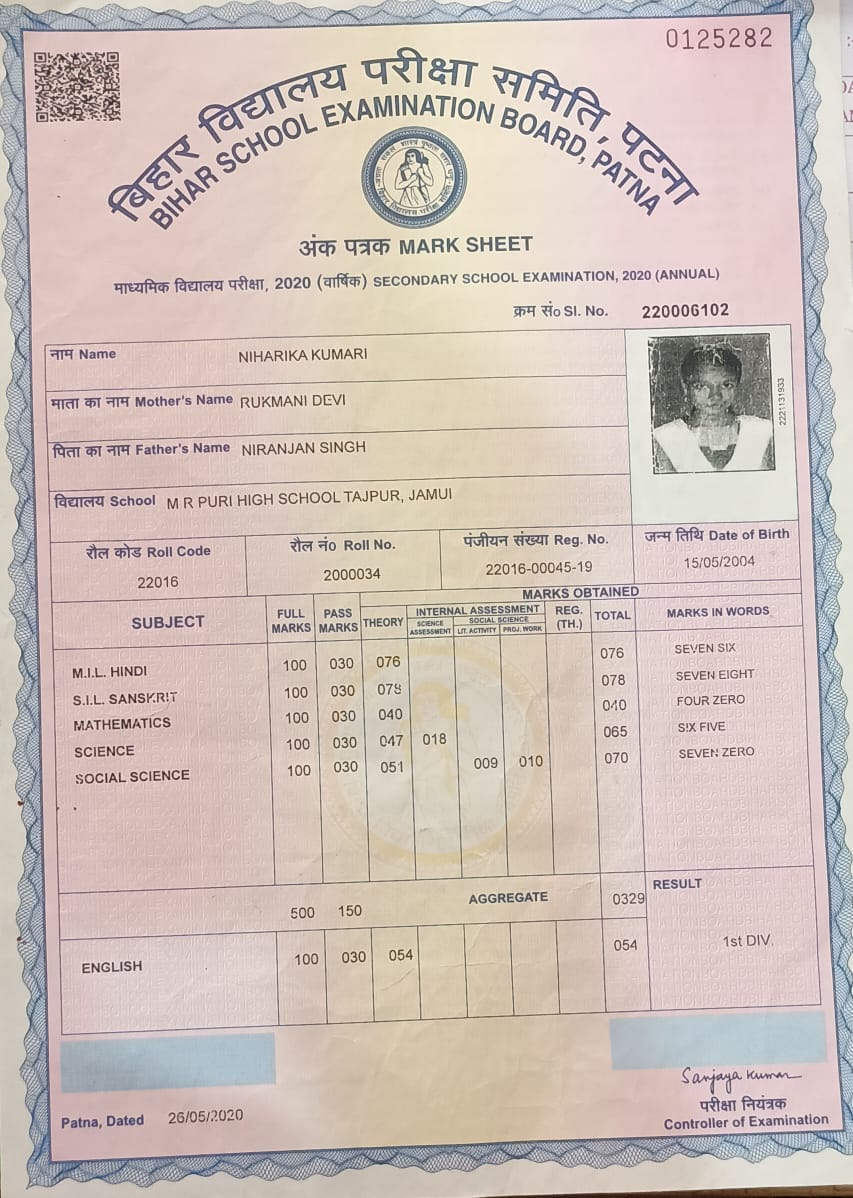 0125282
बिहार विद्यालय परीक्षा समिति, पटना
BIHAR SCHOOL EXAMINATION BOARD, PATNA
अंक पत्रक MARK SHEET
माध्यमिक विद्यालय परीक्षा, 2020 (वार्षिक) SECONDARY SCHOOL EXAMINATION, 2020 (ANNUAL)
क्रम सं० Sl. No. 220006102
नाम Name NIHARIKA KUMARI
माता का नाम Mother's Name RUKMANI DEVI
पिता का नाम Father's Name NIRANJAN SINGH
विद्यालय School M R PURI HIGH SCHOOL TAJPUR, JAMUI
2221131933
रौल कोड Roll Code रौल नं० Roll No. पंजीयन संख्या Reg. No. जन्म तिथि Date of Birth
22016 2000034 22016-00045-19 15/05/2004
MARKS OBTAINED
SUBJECT FULL MARKS PASS MARKS THEORY INTERNAL ASSESSMENT REG. (TH.) TOTAL MARKS IN WORDS
SCIENCE ASSESSMENT SOCIAL SCIENCE LIT. ACTIVITY PROJ. WORK
M.I.L. HINDI 100 030 076 076 SEVEN SIX
S.I.L. SANSKRIT 100 030 078 078 SEVEN EIGHT
MATHEMATICS 100 030 040 040 FOUR ZERO
SCIENCE 100 030 047 018 065 SIX FIVE
SOCIAL SCIENCE 100 030 051 009 010 070 SEVEN ZERO
500 150 AGGREGATE 0329 RESULT
ENGLISH 100 030 054 054 1st DIV.
Patna, Dated 26/05/2020
Sanjaya Kumar
परीक्षा नियंत्रक
Controller of Examination